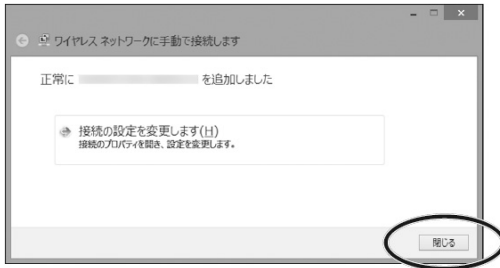 ワイヤレス ネットワークに手動で接続します
正常に を追加しました
接続の設定を変更します(H)
接続のプロパティを開き、設定を変更します。
閉じる